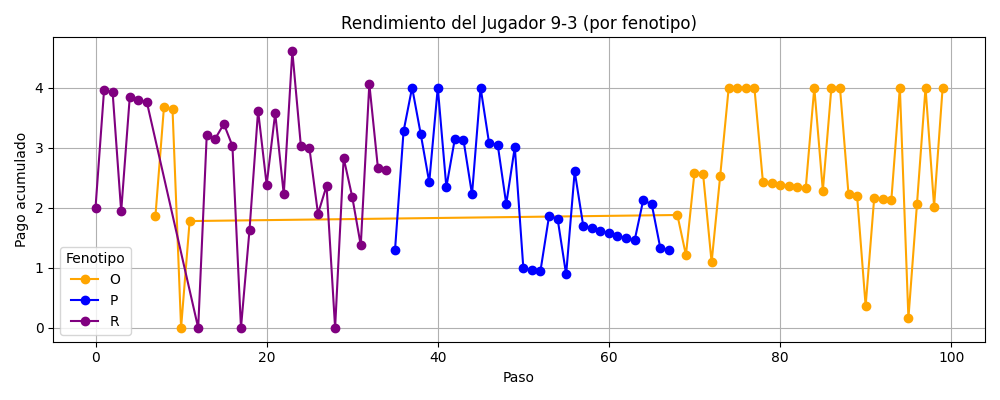 Rendimiento del Jugador 9-3 (por fenotipo)
Pago acumulado
4
3
2
1
0
Fenotipo
O
P
R
0 20 40 60 80 100
Paso